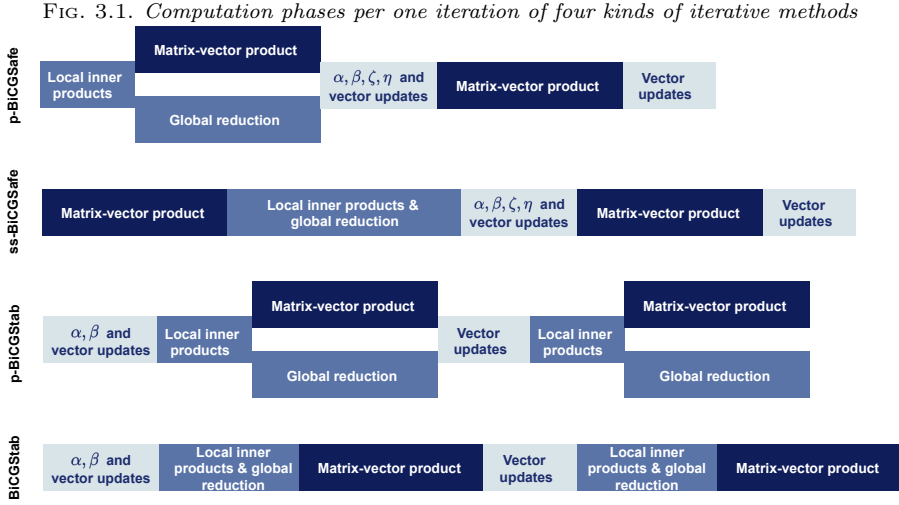 FIG. 3.1. Computation phases per one iteration of four kinds of iterative methods
p-BiCGSafe
Local inner
products
Matrix-vector product
Global reduction
α, β, ζ, η and
vector updates
Matrix-vector product
Vector
updates
ss-BiCGSafe
Matrix-vector product
Local inner products &
global reduction
α, β, ζ, η and
vector updates
Matrix-vector product
Vector
updates
p-BiCGStab
α, β and
vector updates
Local inner
products
Matrix-vector product
Global reduction
Vector
updates
Local inner
products
Matrix-vector product
Global reduction
BiCGStab
α, β and
vector updates
Local inner
products & global
reduction
Matrix-vector product
Vector
updates
Local inner
products & global
reduction
Matrix-vector product